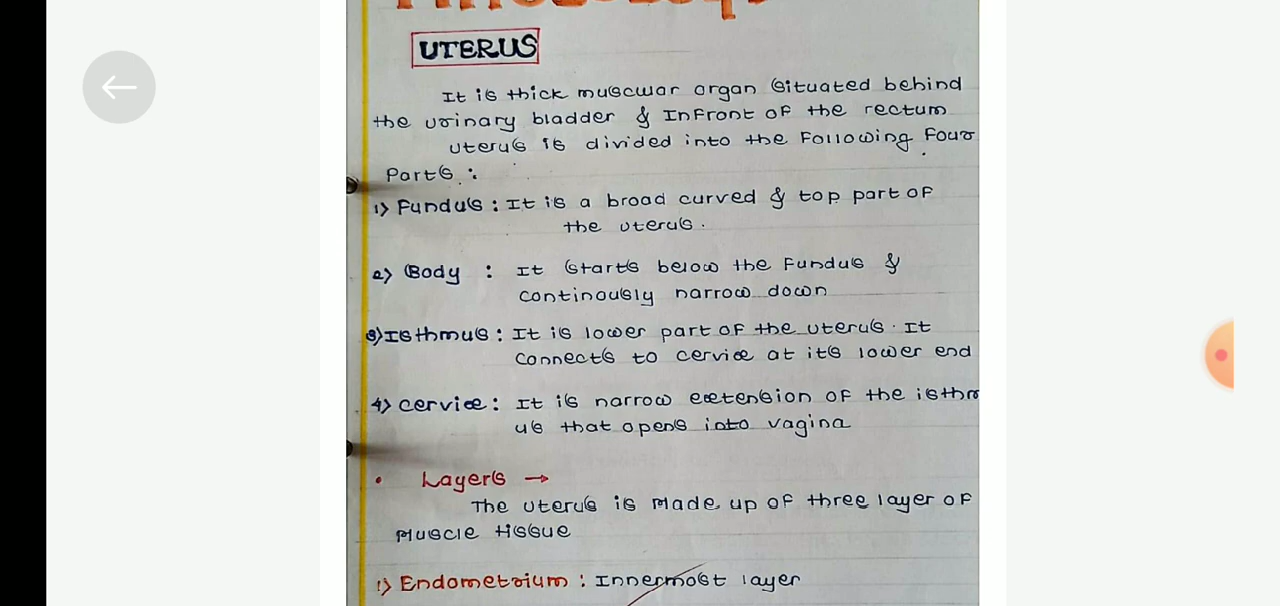 UTERUS
It is thick muscular organ situated behind
the urinary bladder & Infront of the rectum
uterus is divided into the Following Four
Parts :
1) Fundus : It is a broad curved & top part of
the uterus.
2) Body : It starts below the Fundus &
continously narrow down
3) Isthmus : It is lower part of the uterus. It
connects to cervix at its lower end
4) cervix : It is narrow extension of the isthm
us that opens into vagina
• Layers →
The uterus is Made up of three layer of
Muscle tissue
1) Endometrium : Innermost layer